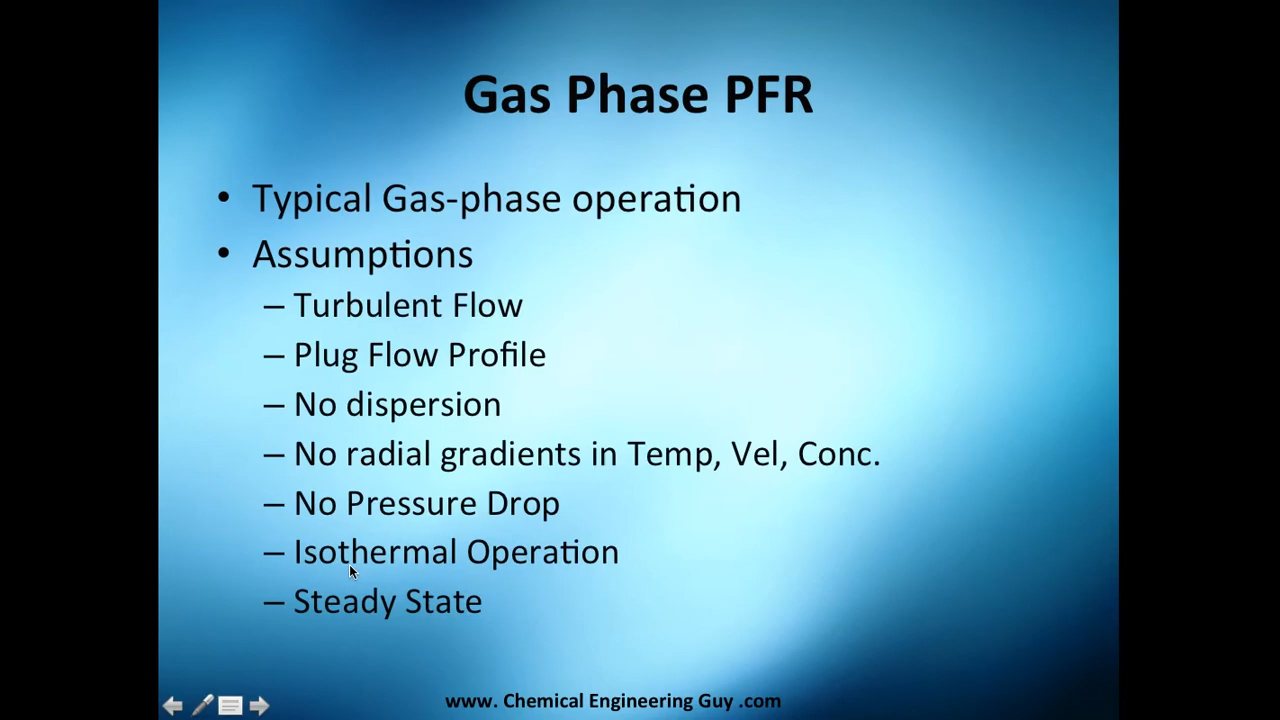 Gas Phase PFR
• Typical Gas-phase operation
• Assumptions
– Turbulent Flow
– Plug Flow Profile
– No dispersion
– No radial gradients in Temp, Vel, Conc.
– No Pressure Drop
– Isothermal Operation
– Steady State
www. Chemical Engineering Guy .com